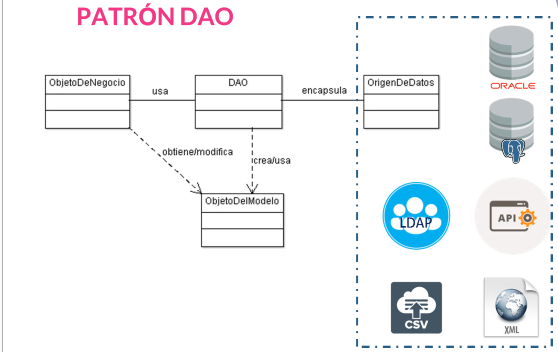 PATRÓN DAO
ObjetoDeNegocio
usa
DAO
encapsula
OrigenDeDatos
ORACLE
obtiene/modifica
crea/usa
ObjetoDelModelo
LDAP
API
CSV
XML